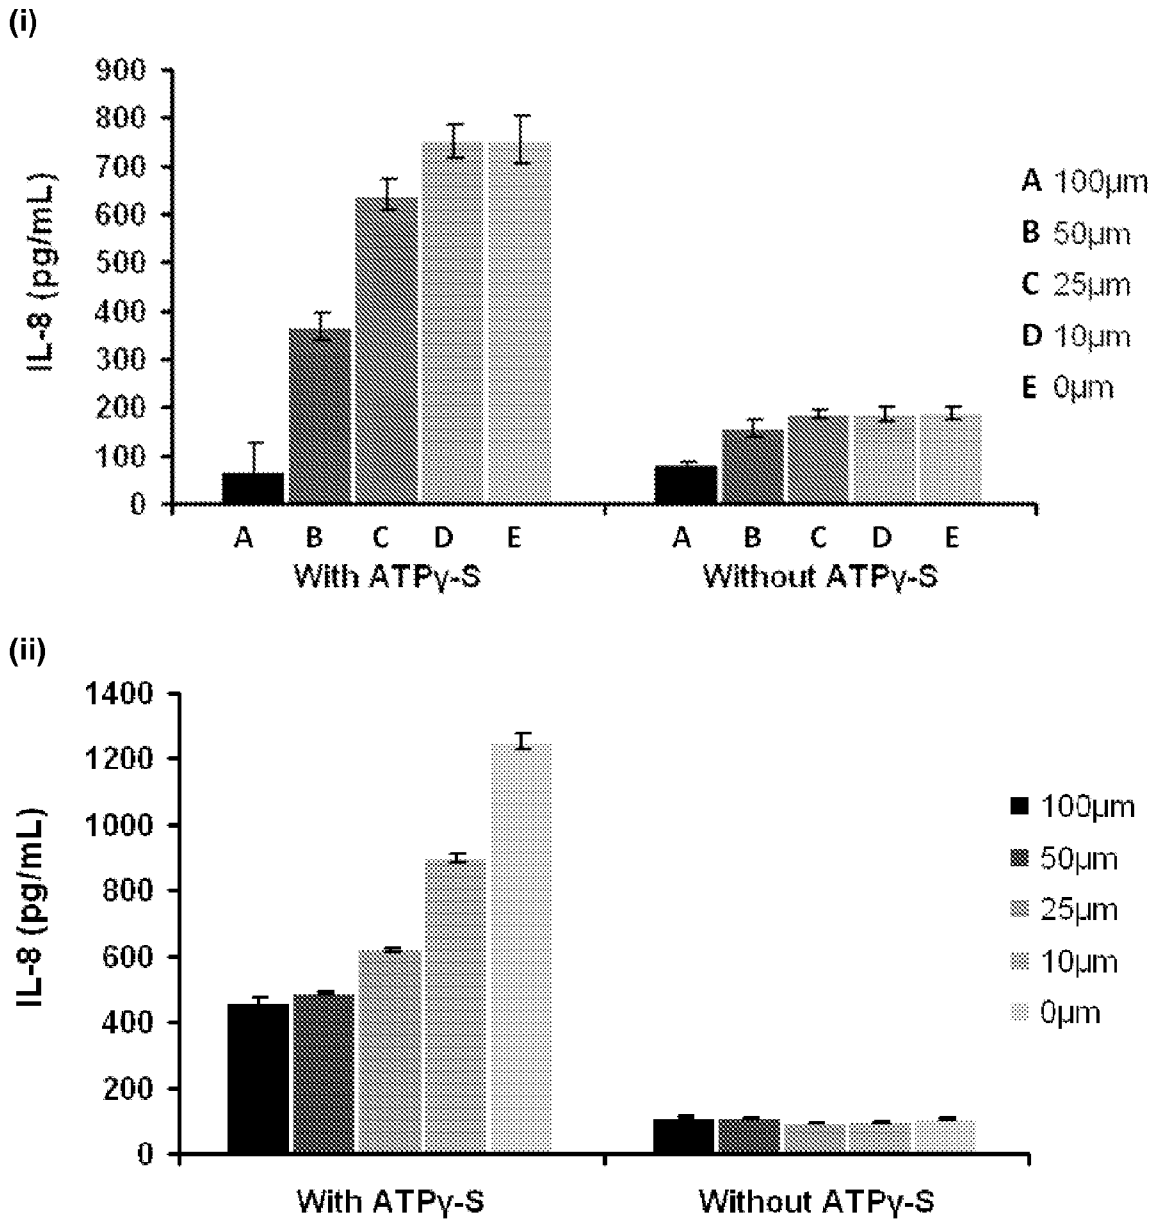 (i)
900
800
700
600
500
400
300
200
100
0
IL-8 (pg/mL)
A B C D E
With ATPγ-S
A B C D E
Without ATPγ-S
A 100μm
B 50μm
C 25μm
D 10μm
E 0μm
(ii)
1400
1200
1000
800
600
400
200
0
IL-8 (pg/mL)
With ATPγ-S
Without ATPγ-S
100μm
50μm
25μm
10μm
0μm